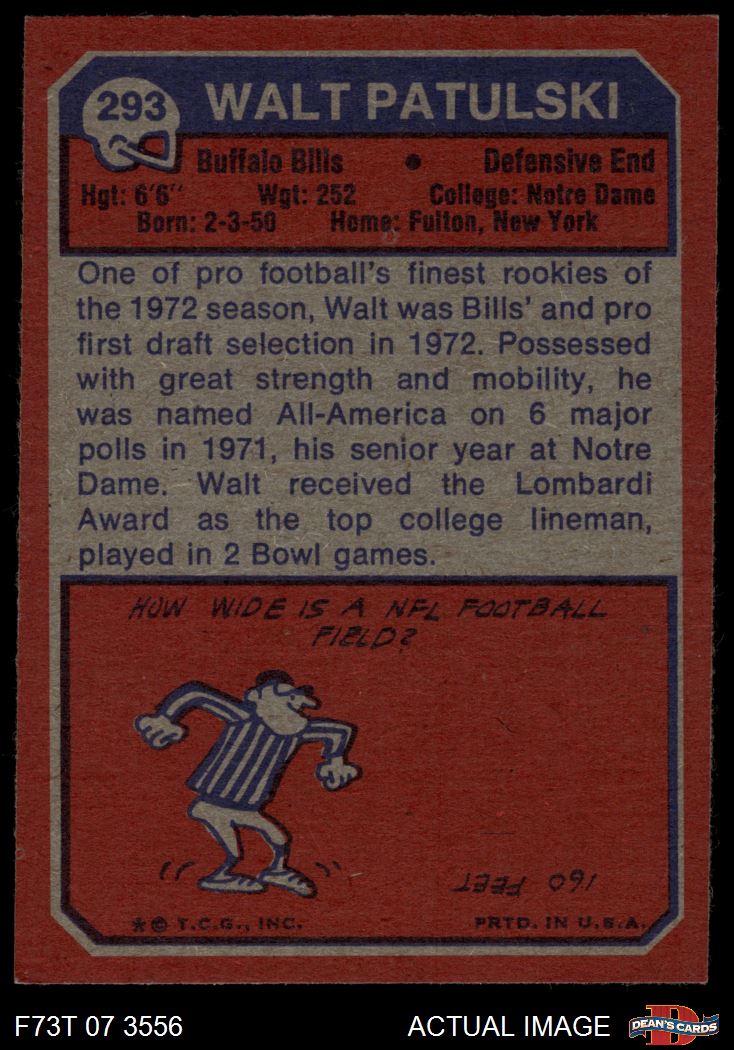 293 WALT PATULSKI
Buffalo Bills • Defensive End
Hgt: 6'6" Wgt: 252 College: Notre Dame
Born: 2-3-50 Home: Fulton, New York
One of pro football's finest rookies of
the 1972 season, Walt was Bills' and pro
first draft selection in 1972. Possessed
with great strength and mobility, he
was named All-America on 6 major
polls in 1971, his senior year at Notre
Dame. Walt received the Lombardi
Award as the top college lineman,
played in 2 Bowl games.
HOW WIDE IS A NFL FOOTBALL
FIELD?
160 FEET
*© T.C.G., INC. PRTD. IN U.S.A.
F73T 07 3556 ACTUAL IMAGE DEAN'S CARDS